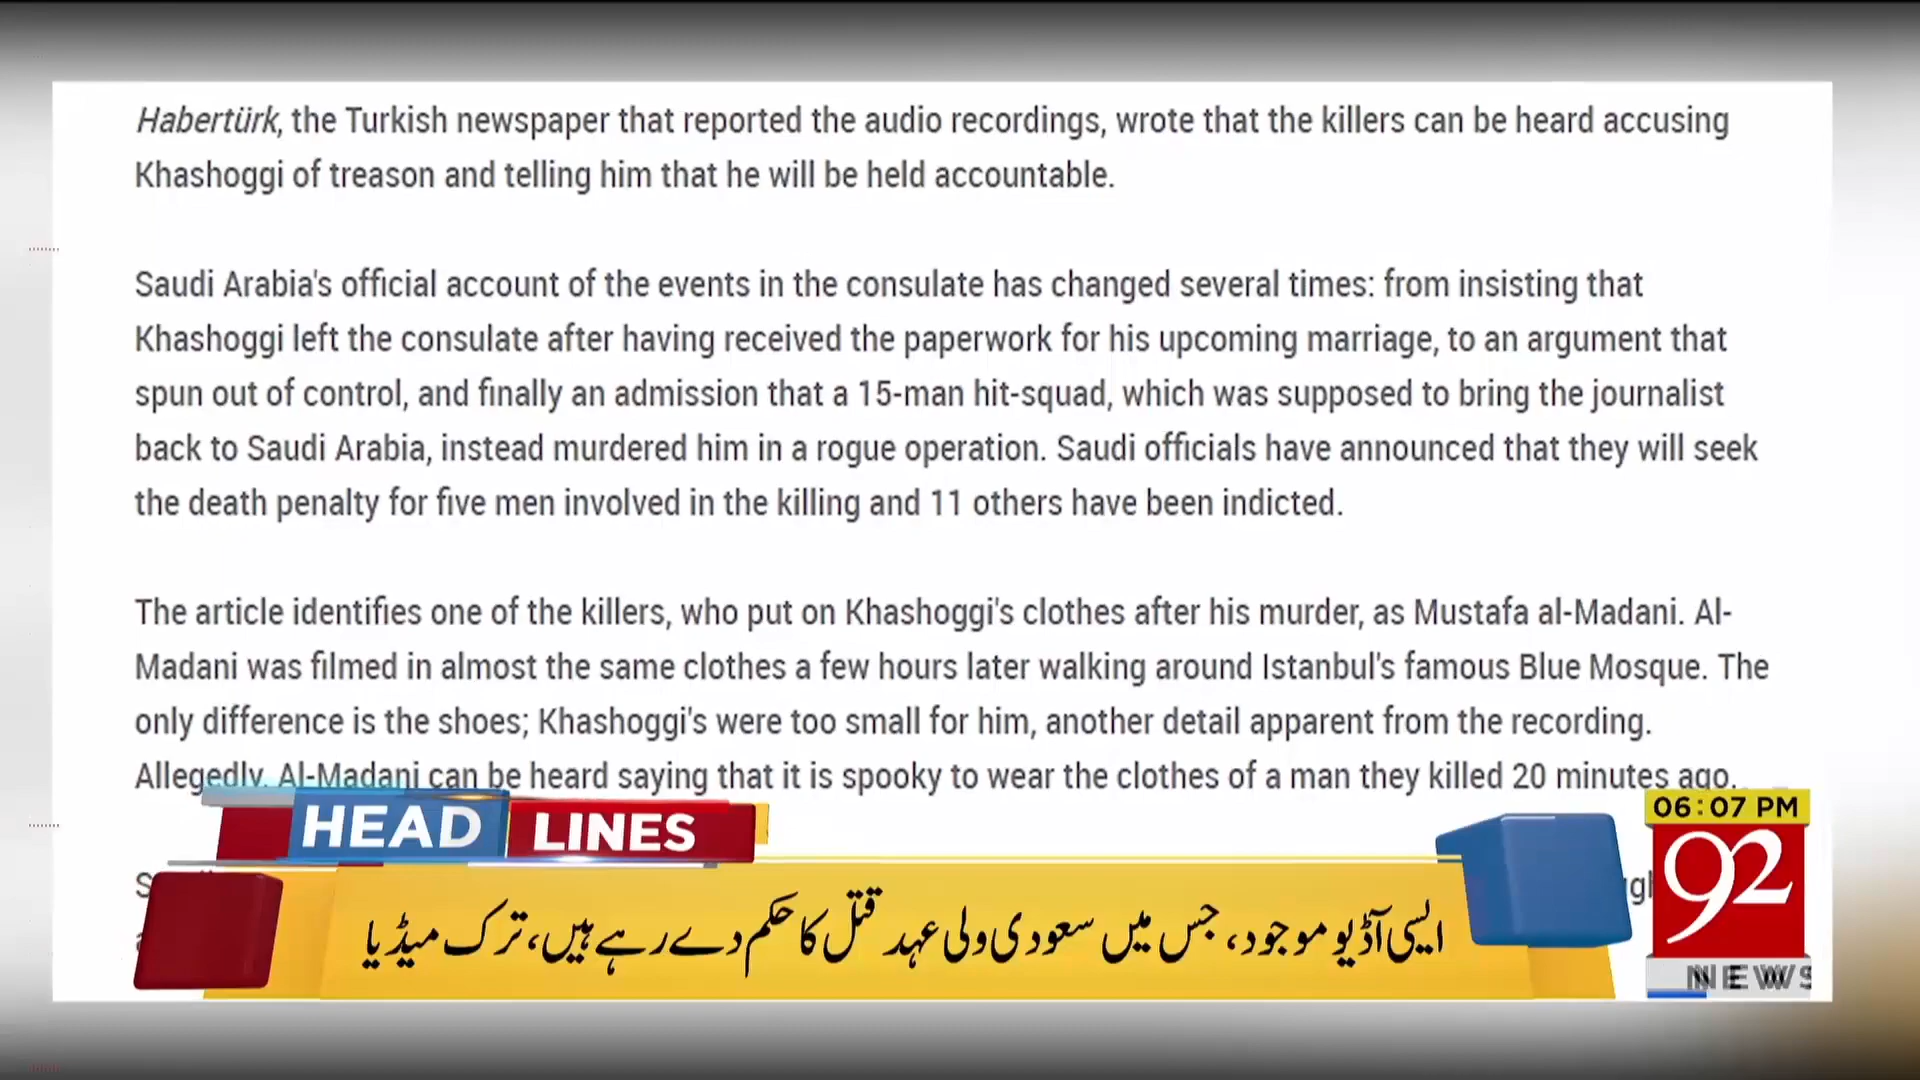 Habertürk, the Turkish newspaper that reported the audio recordings, wrote that the killers can be heard accusing
Khashoggi of treason and telling him that he will be held accountable.
Saudi Arabia's official account of the events in the consulate has changed several times: from insisting that
Khashoggi left the consulate after having received the paperwork for his upcoming marriage, to an argument that
spun out of control, and finally an admission that a 15-man hit-squad, which was supposed to bring the journalist
back to Saudi Arabia, instead murdered him in a rogue operation. Saudi officials have announced that they will seek
the death penalty for five men involved in the killing and 11 others have been indicted.
The article identifies one of the killers, who put on Khashoggi's clothes after his murder, as Mustafa al-Madani. Al-
Madani was filmed in almost the same clothes a few hours later walking around Istanbul's famous Blue Mosque. The
only difference is the shoes; Khashoggi's were too small for him, another detail apparent from the recording.
Allegedly, Al-Madani can be heard saying that it is spooky to wear the clothes of a man they killed 20 minutes ago.
HEAD LINES
06:07 PM
92
NEWS
ایسی آڈیو موجود، جس میں سعودی ولی عہد قتل کا حکم دے رہے ہیں، ترک میڈیا